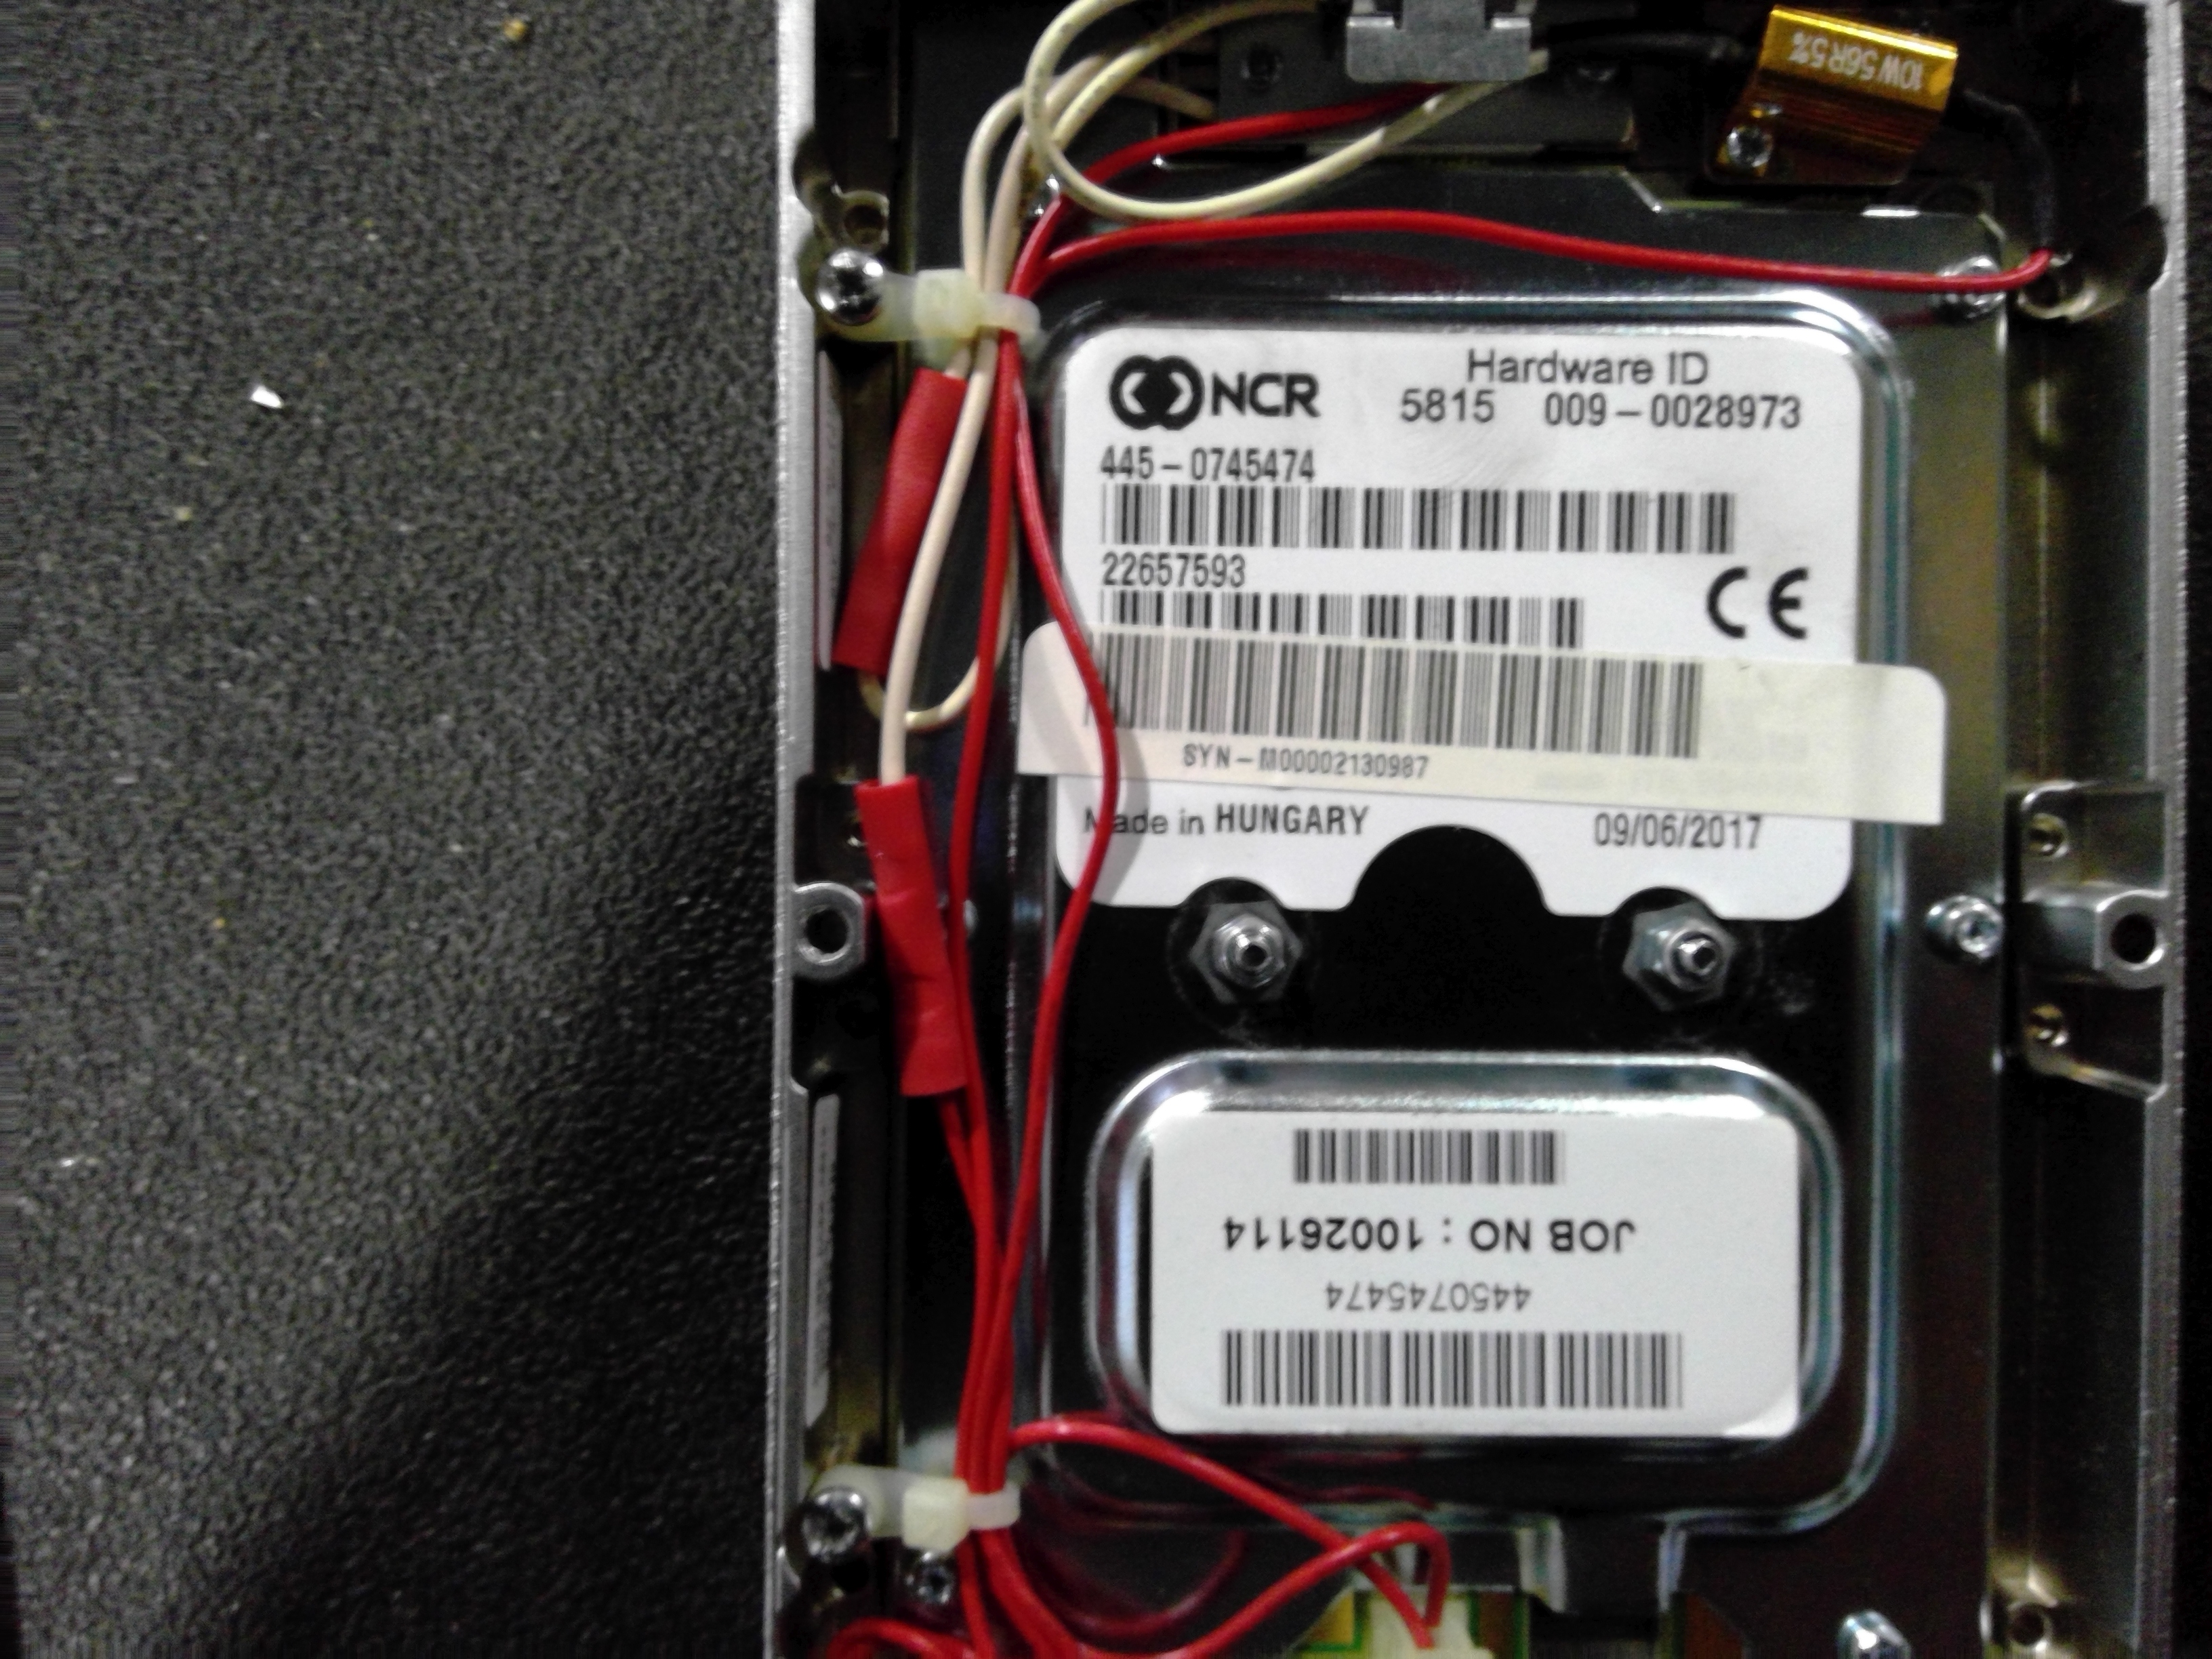 10W 56R 5%
NCR
Hardware ID
5815 009-0028973
445-0745474
22657593
CE
SYN-M00002130987
Made in HUNGARY
09/06/2017
JOB NO : 10026114
4450745474